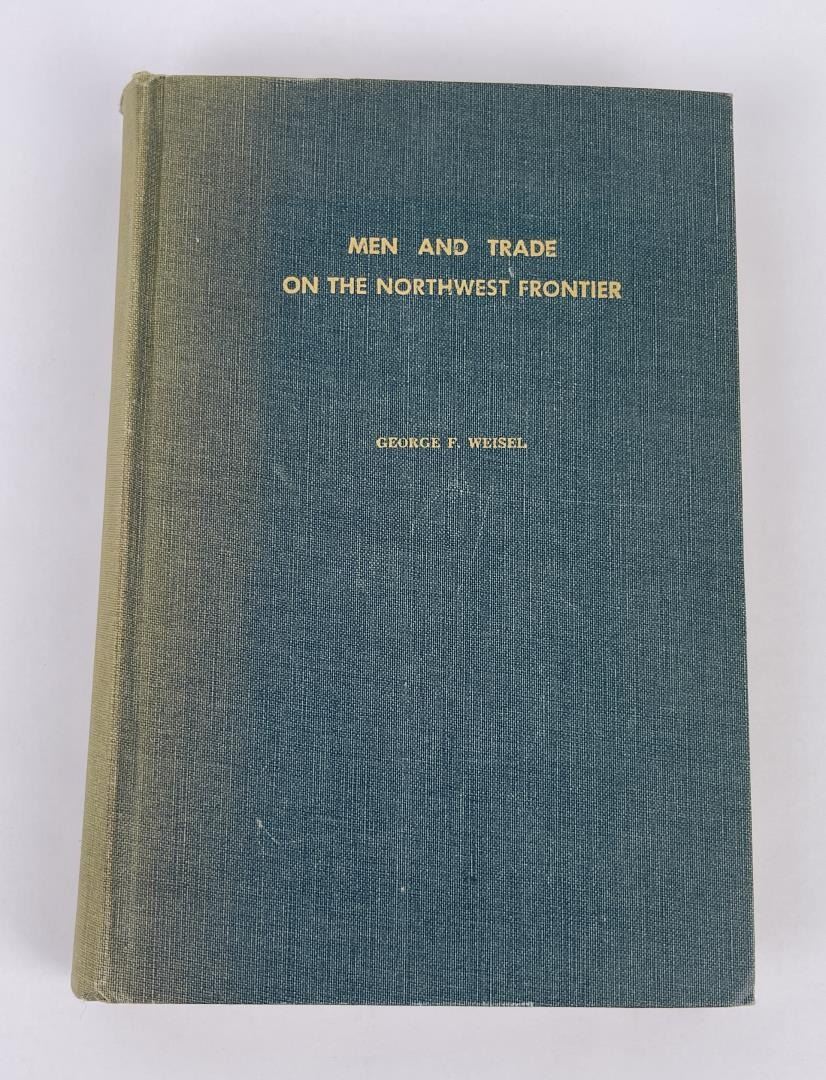 MEN AND TRADE
ON THE NORTHWEST FRONTIER
GEORGE F. WEISEL